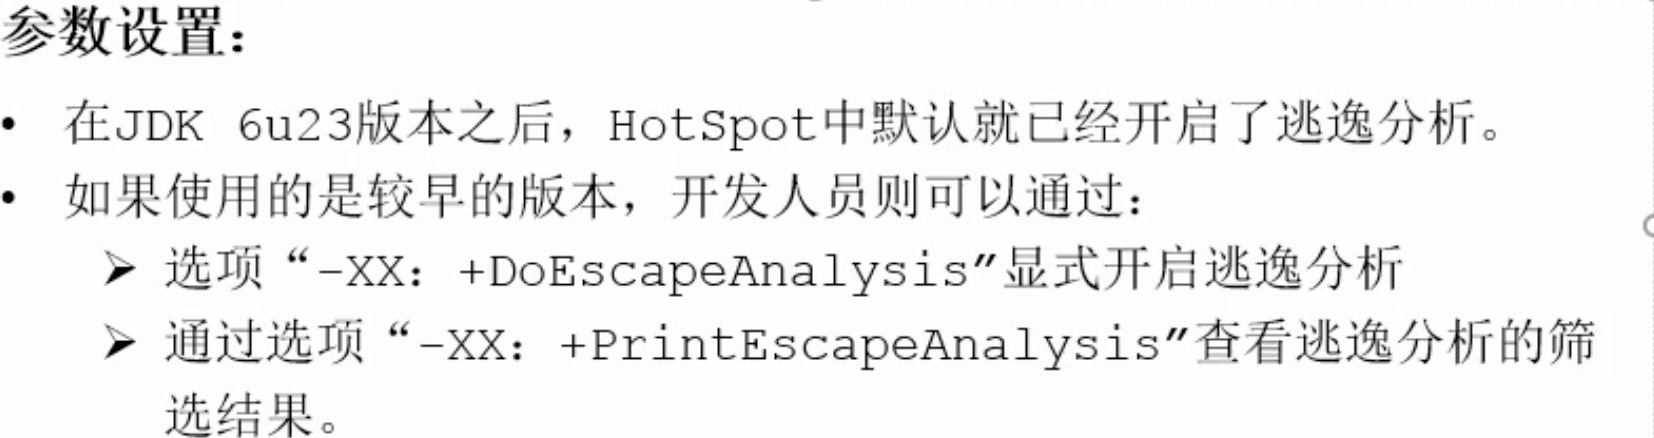 参数设置：
• 在JDK 6u23版本之后，HotSpot中默认就已经开启了逃逸分析。
• 如果使用的是较早的版本，开发人员则可以通过：
➢ 选项“-XX：+DoEscapeAnalysis”显式开启逃逸分析
➢ 通过选项“-XX：+PrintEscapeAnalysis”查看逃逸分析的筛
选结果。